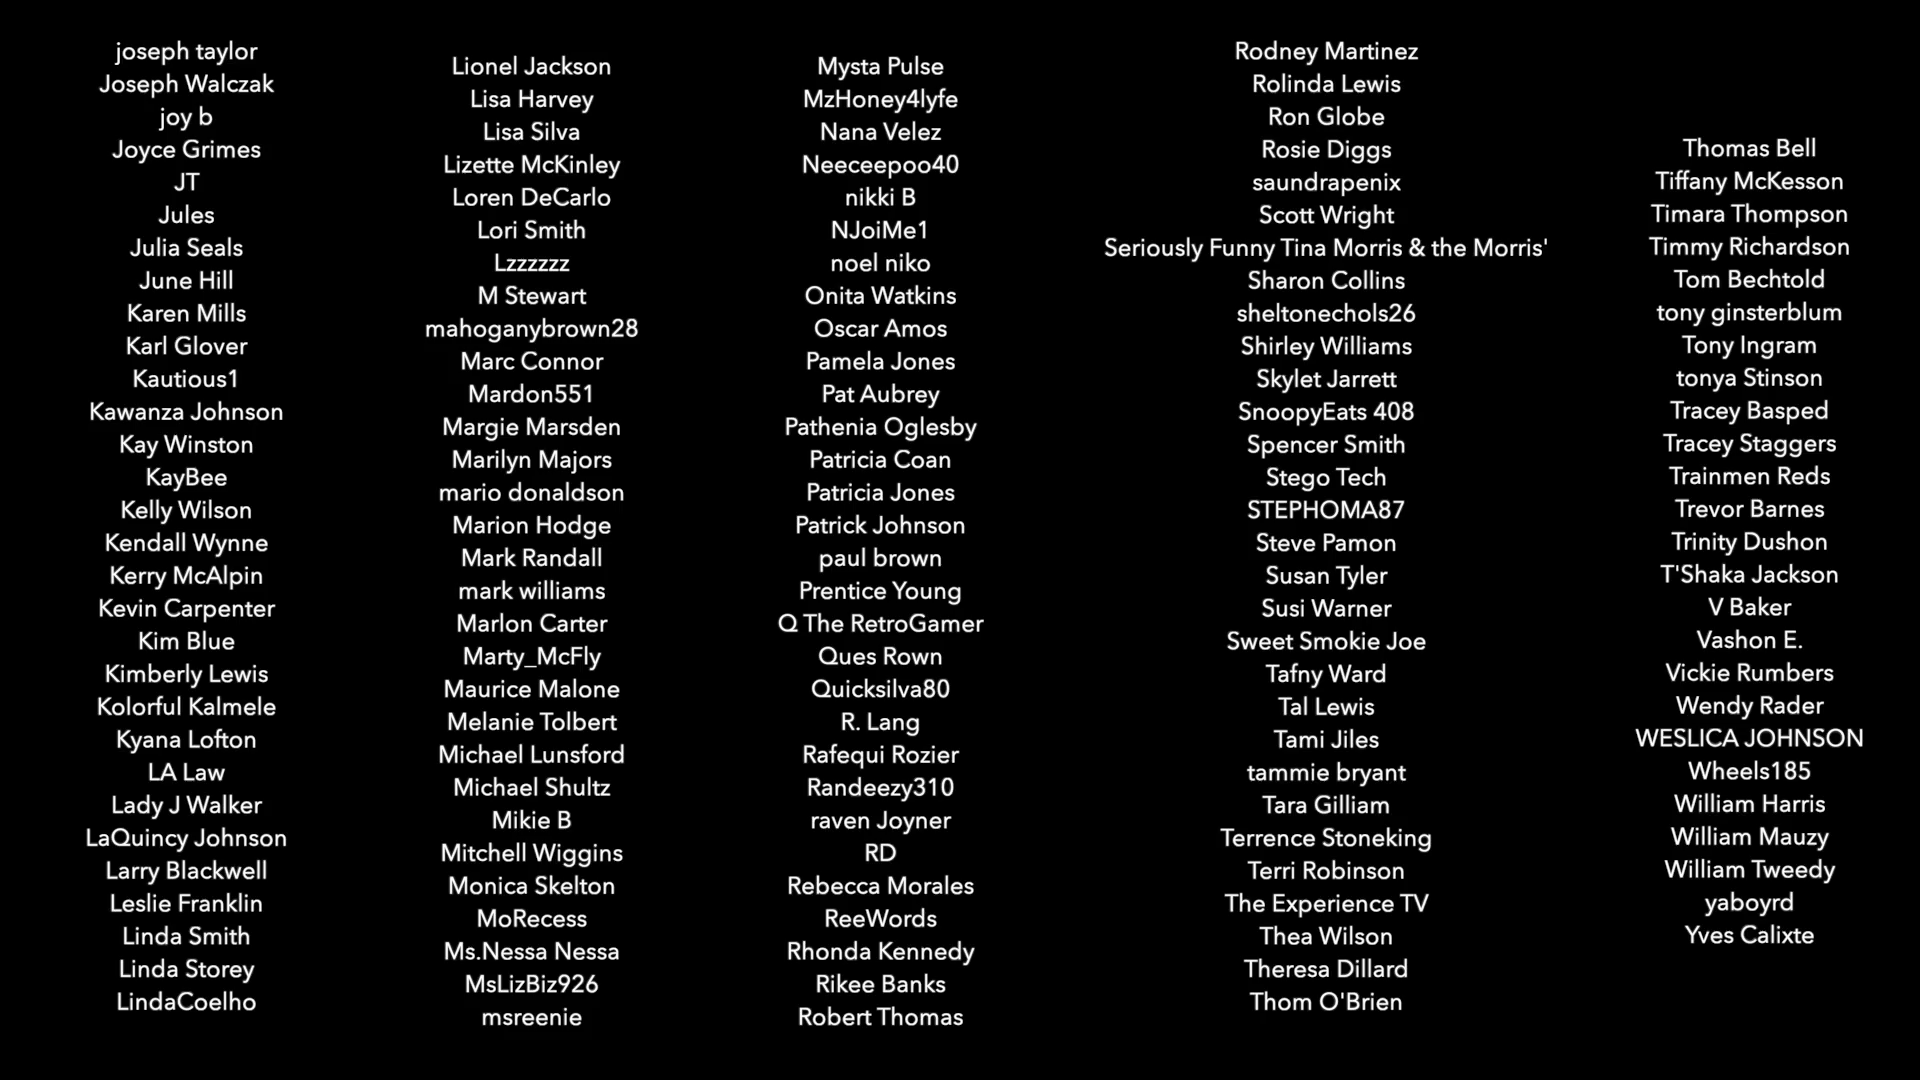 joseph taylor
Joseph Walczak
joy b
Joyce Grimes
JT
Jules
Julia Seals
June Hill
Karen Mills
Karl Glover
Kautious1
Kawanza Johnson
Kay Winston
KayBee
Kelly Wilson
Kendall Wynne
Kerry McAlpin
Kevin Carpenter
Kim Blue
Kimberly Lewis
Kolorful Kalmele
Kyana Lofton
LA Law
Lady J Walker
LaQuincy Johnson
Larry Blackwell
Leslie Franklin
Linda Smith
Linda Storey
LindaCoelho
Lionel Jackson
Lisa Harvey
Lisa Silva
Lizette McKinley
Loren DeCarlo
Lori Smith
Lzzzzzz
M Stewart
mahoganybrown28
Marc Connor
Mardon551
Margie Marsden
Marilyn Majors
mario donaldson
Marion Hodge
Mark Randall
mark williams
Marlon Carter
Marty_McFly
Maurice Malone
Melanie Tolbert
Michael Lunsford
Michael Shultz
Mikie B
Mitchell Wiggins
Monica Skelton
MoRecess
Ms.Nessa Nessa
MsLizBiz926
msreenie
Mysta Pulse
MzHoney4lyfe
Nana Velez
Neeceepoo40
nikki B
NJoiMe1
noel niko
Onita Watkins
Oscar Amos
Pamela Jones
Pat Aubrey
Pathenia Oglesby
Patricia Coan
Patricia Jones
Patrick Johnson
paul brown
Prentice Young
Q The RetroGamer
Ques Rown
Quicksilva80
R. Lang
Rafequi Rozier
Randeezy310
raven Joyner
RD
Rebecca Morales
ReeWords
Rhonda Kennedy
Rikee Banks
Robert Thomas
Rodney Martinez
Rolinda Lewis
Ron Globe
Rosie Diggs
saundrapenix
Scott Wright
Seriously Funny Tina Morris & the Morris'
Sharon Collins
sheltonechols26
Shirley Williams
Skylet Jarrett
SnoopyEats 408
Spencer Smith
Stego Tech
STEPHOMA87
Steve Pamon
Susan Tyler
Susi Warner
Sweet Smokie Joe
Tafny Ward
Tal Lewis
Tami Jiles
tammie bryant
Tara Gilliam
Terrence Stoneking
Terri Robinson
The Experience TV
Thea Wilson
Theresa Dillard
Thom O'Brien
Thomas Bell
Tiffany McKesson
Timara Thompson
Timmy Richardson
Tom Bechtold
tony ginsterblum
Tony Ingram
tonya Stinson
Tracey Basped
Tracey Staggers
Trainmen Reds
Trevor Barnes
Trinity Dushon
T'Shaka Jackson
V Baker
Vashon E.
Vickie Rumbers
Wendy Rader
WESLICA JOHNSON
Wheels185
William Harris
William Mauzy
William Tweedy
yaboyrd
Yves Calixte